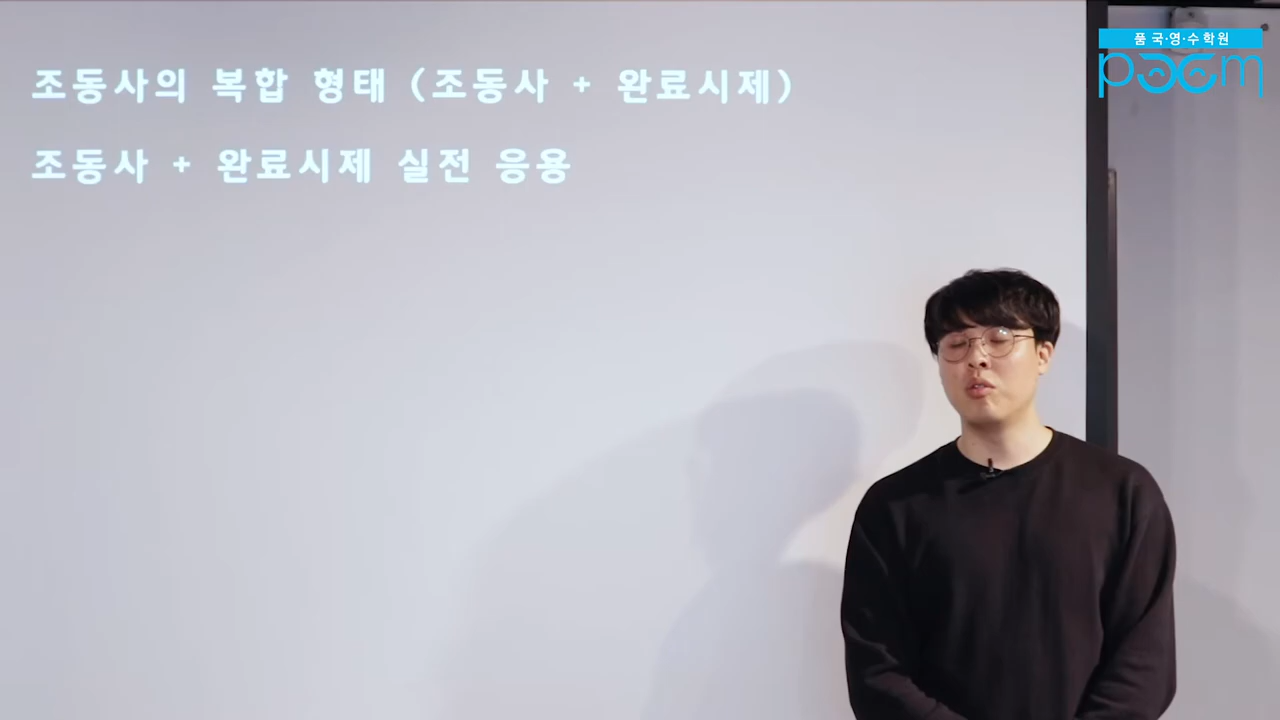 조동사의 복합 형태 (조동사 + 완료시제)
조동사 + 완료시제 실전 응용
품 국·영·수 학원
poem